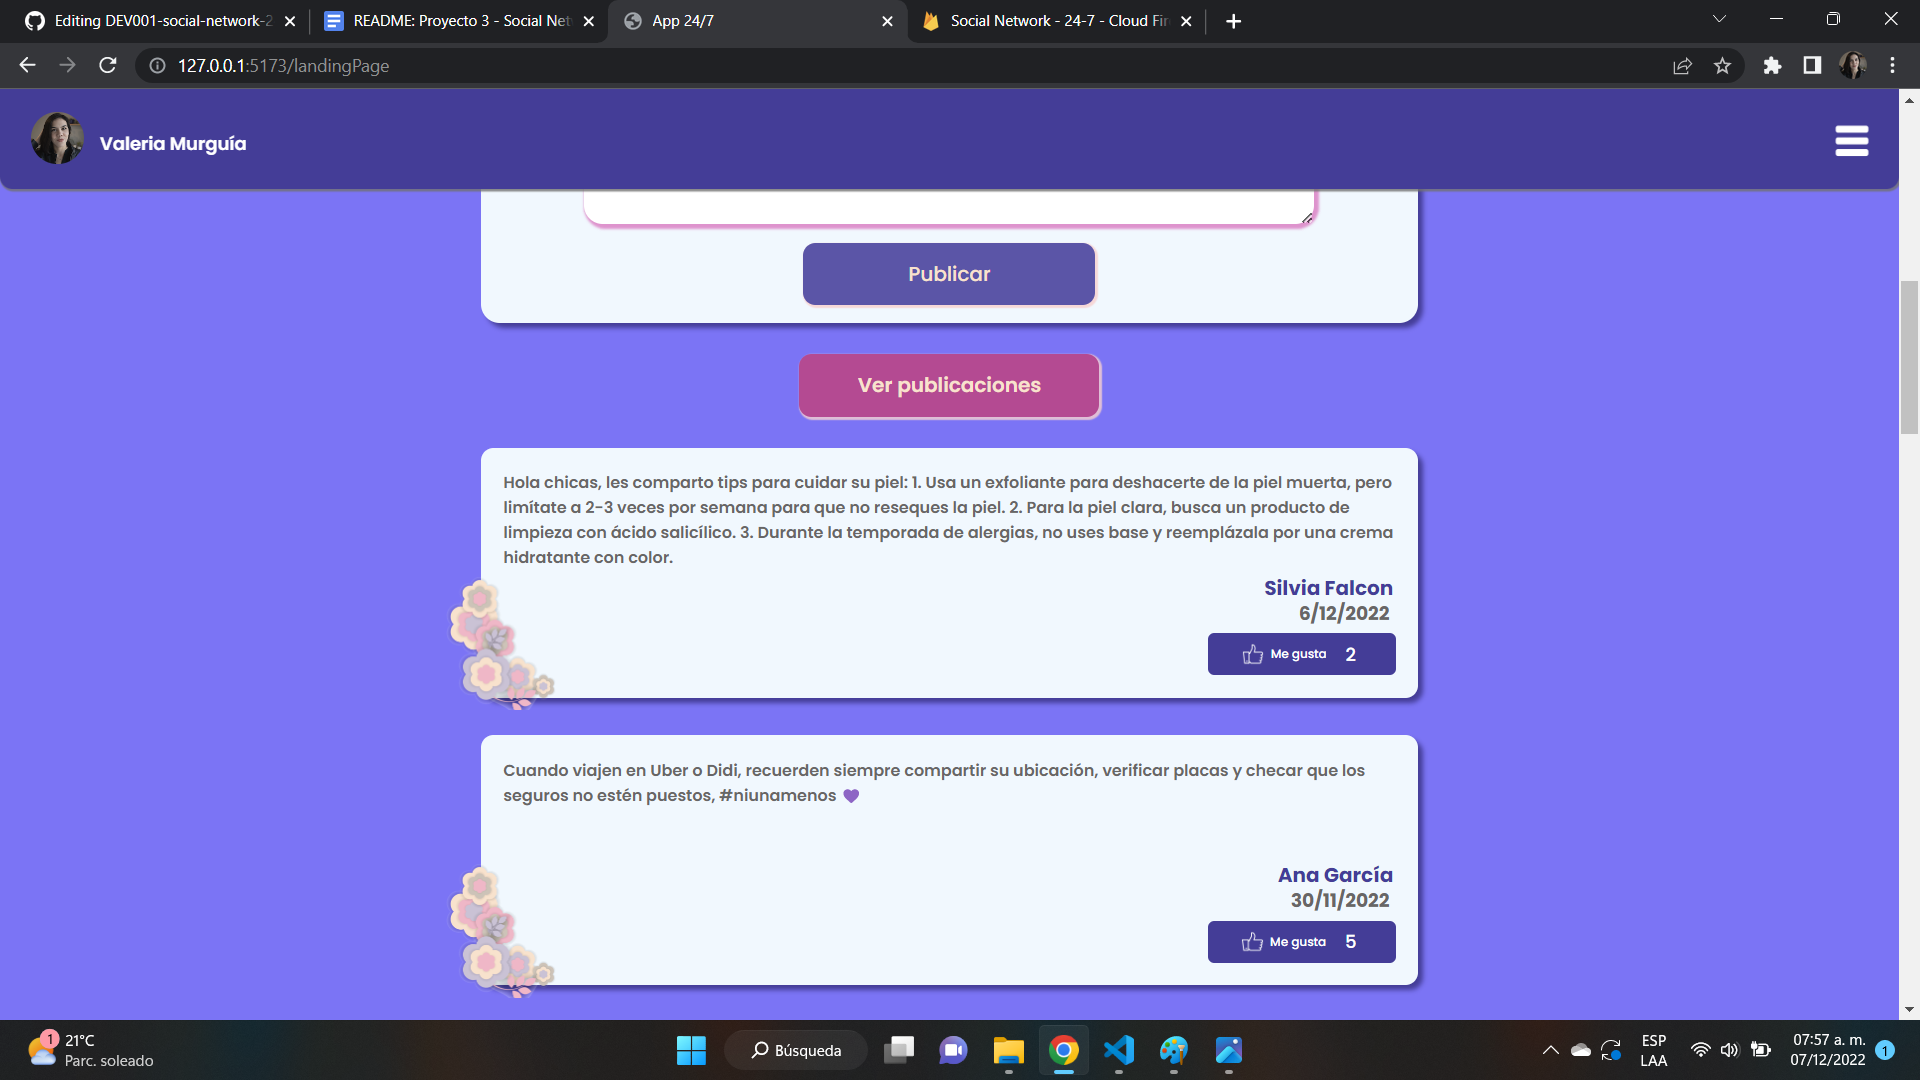 Editing DEV001-social-network-2
README: Proyecto 3 - Social Net
App 24/7
Social Network - 24-7 - Cloud Fir
127.0.0.1:5173/landingPage
Valeria Murguía
Publicar
Ver publicaciones
Hola chicas, les comparto tips para cuidar su piel: 1. Usa un exfoliante para deshacerte de la piel muerta, pero
limítate a 2-3 veces por semana para que no reseques la piel. 2. Para la piel clara, busca un producto de
limpieza con ácido salicílico. 3. Durante la temporada de alergias, no uses base y reemplázala por una crema
hidratante con color.
Silvia Falcon
6/12/2022
Me gusta 2
Cuando viajen en Uber o Didi, recuerden siempre compartir su ubicación, verificar placas y checar que los
seguros no estén puestos, #niunamenos 💜
Ana García
30/11/2022
Me gusta 5
1
21°C
Parc. soleado
Búsqueda
ESP
LAA
07:57 a. m.
07/12/2022
1